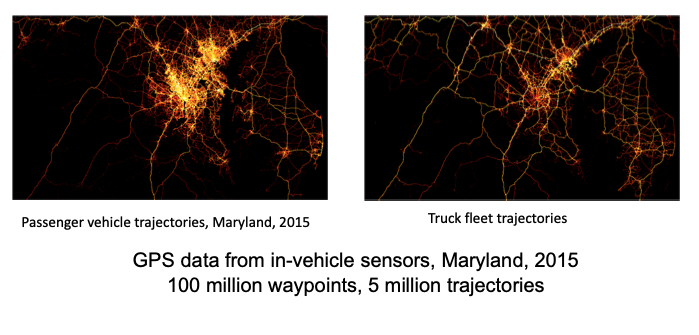 Passenger vehicle trajectories, Maryland, 2015
Truck fleet trajectories
GPS data from in-vehicle sensors, Maryland, 2015
100 million waypoints, 5 million trajectories